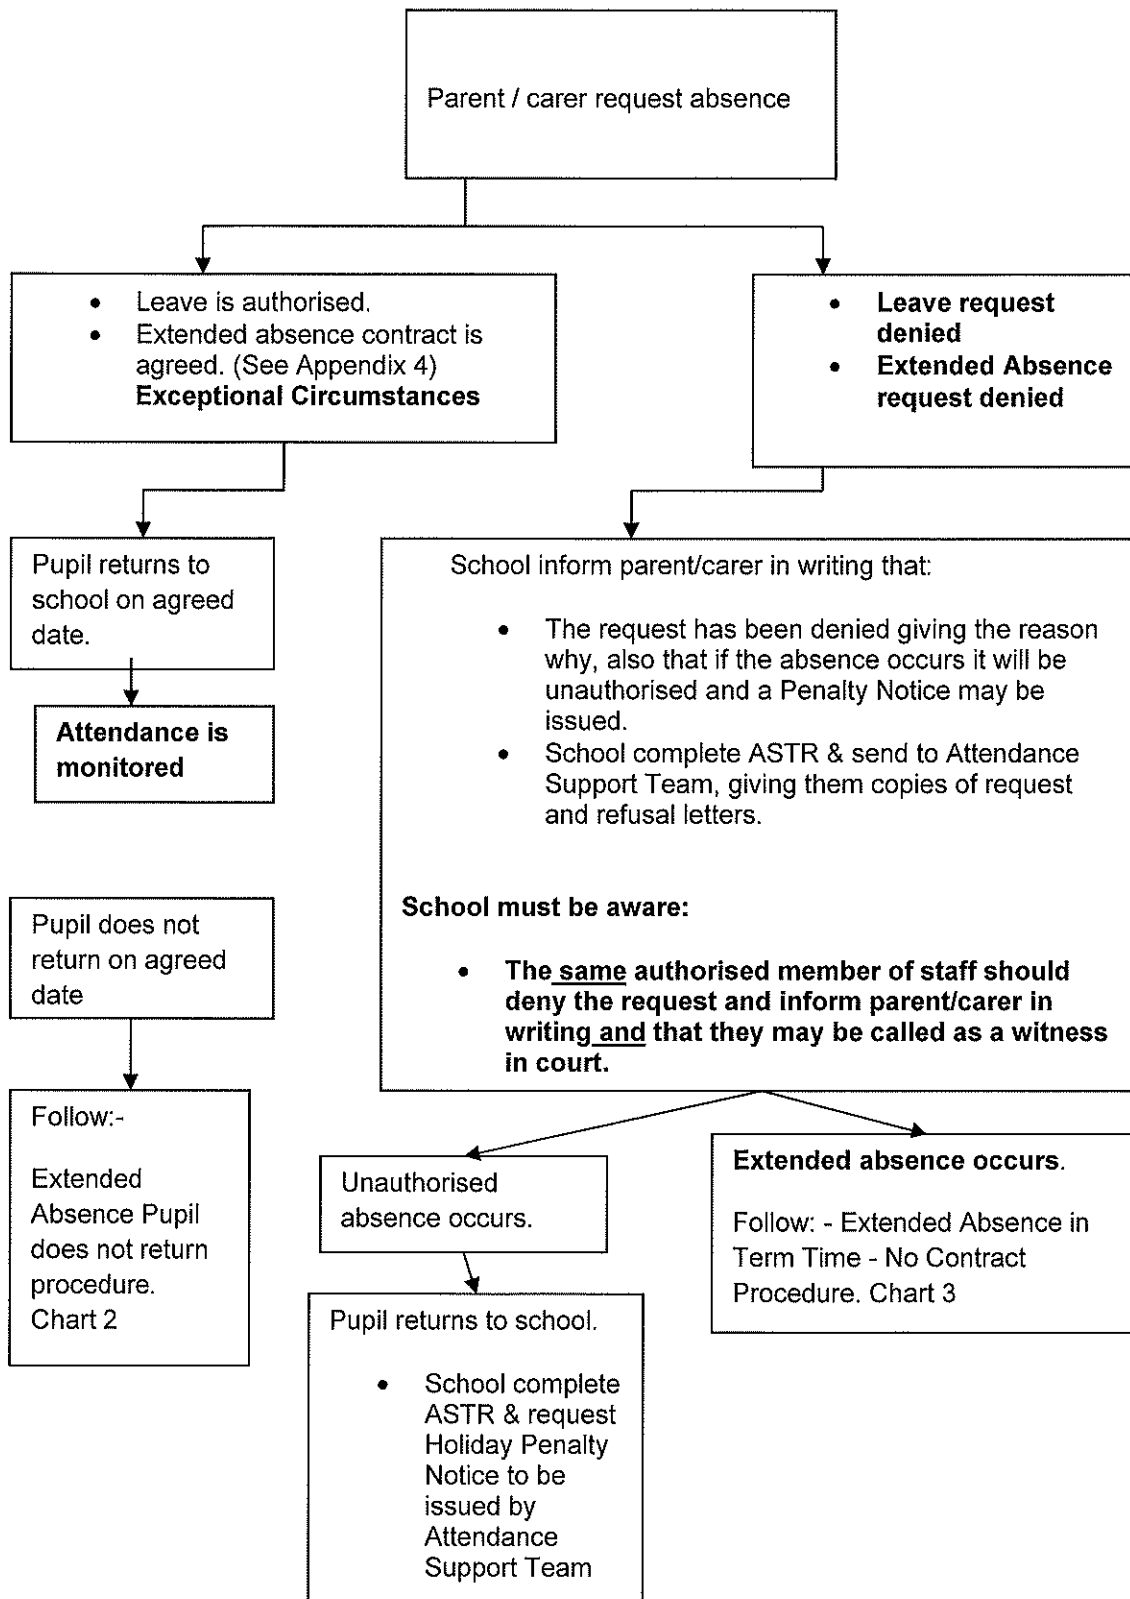 Parent / carer request absence
• Leave is authorised.
• Extended absence contract is
agreed. (See Appendix 4)
Exceptional Circumstances
• Leave request
denied
• Extended Absence
request denied
Pupil returns to
school on agreed
date.
Attendance is
monitored
School inform parent/carer in writing that:
• The request has been denied giving the reason
why, also that if the absence occurs it will be
unauthorised and a Penalty Notice may be
issued.
• School complete ASTR & send to Attendance
Support Team, giving them copies of request
and refusal letters.
School must be aware:
• The same authorised member of staff should
deny the request and inform parent/carer in
writing and that they may be called as a witness
in court.
Pupil does not
return on agreed
date
Follow:-
Extended
Absence Pupil
does not return
procedure.
Chart 2
Unauthorised
absence occurs.
Extended absence occurs.
Follow: - Extended Absence in
Term Time - No Contract
Procedure. Chart 3
Pupil returns to school.
• School complete
ASTR & request
Holiday Penalty
Notice to be
issued by
Attendance
Support Team